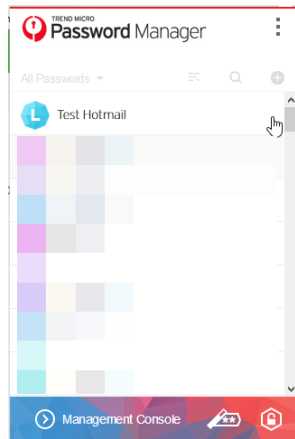 TREND MICRO
Password Manager
All Passwords
L
Test Hotmail
Management Console
**